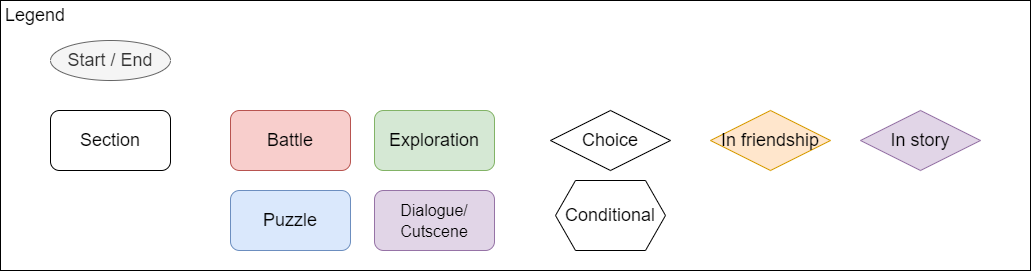 Legend
Start / End
Section
Battle
Exploration
Choice
In friendship
In story
Puzzle
Dialogue/
Cutscene
Conditional